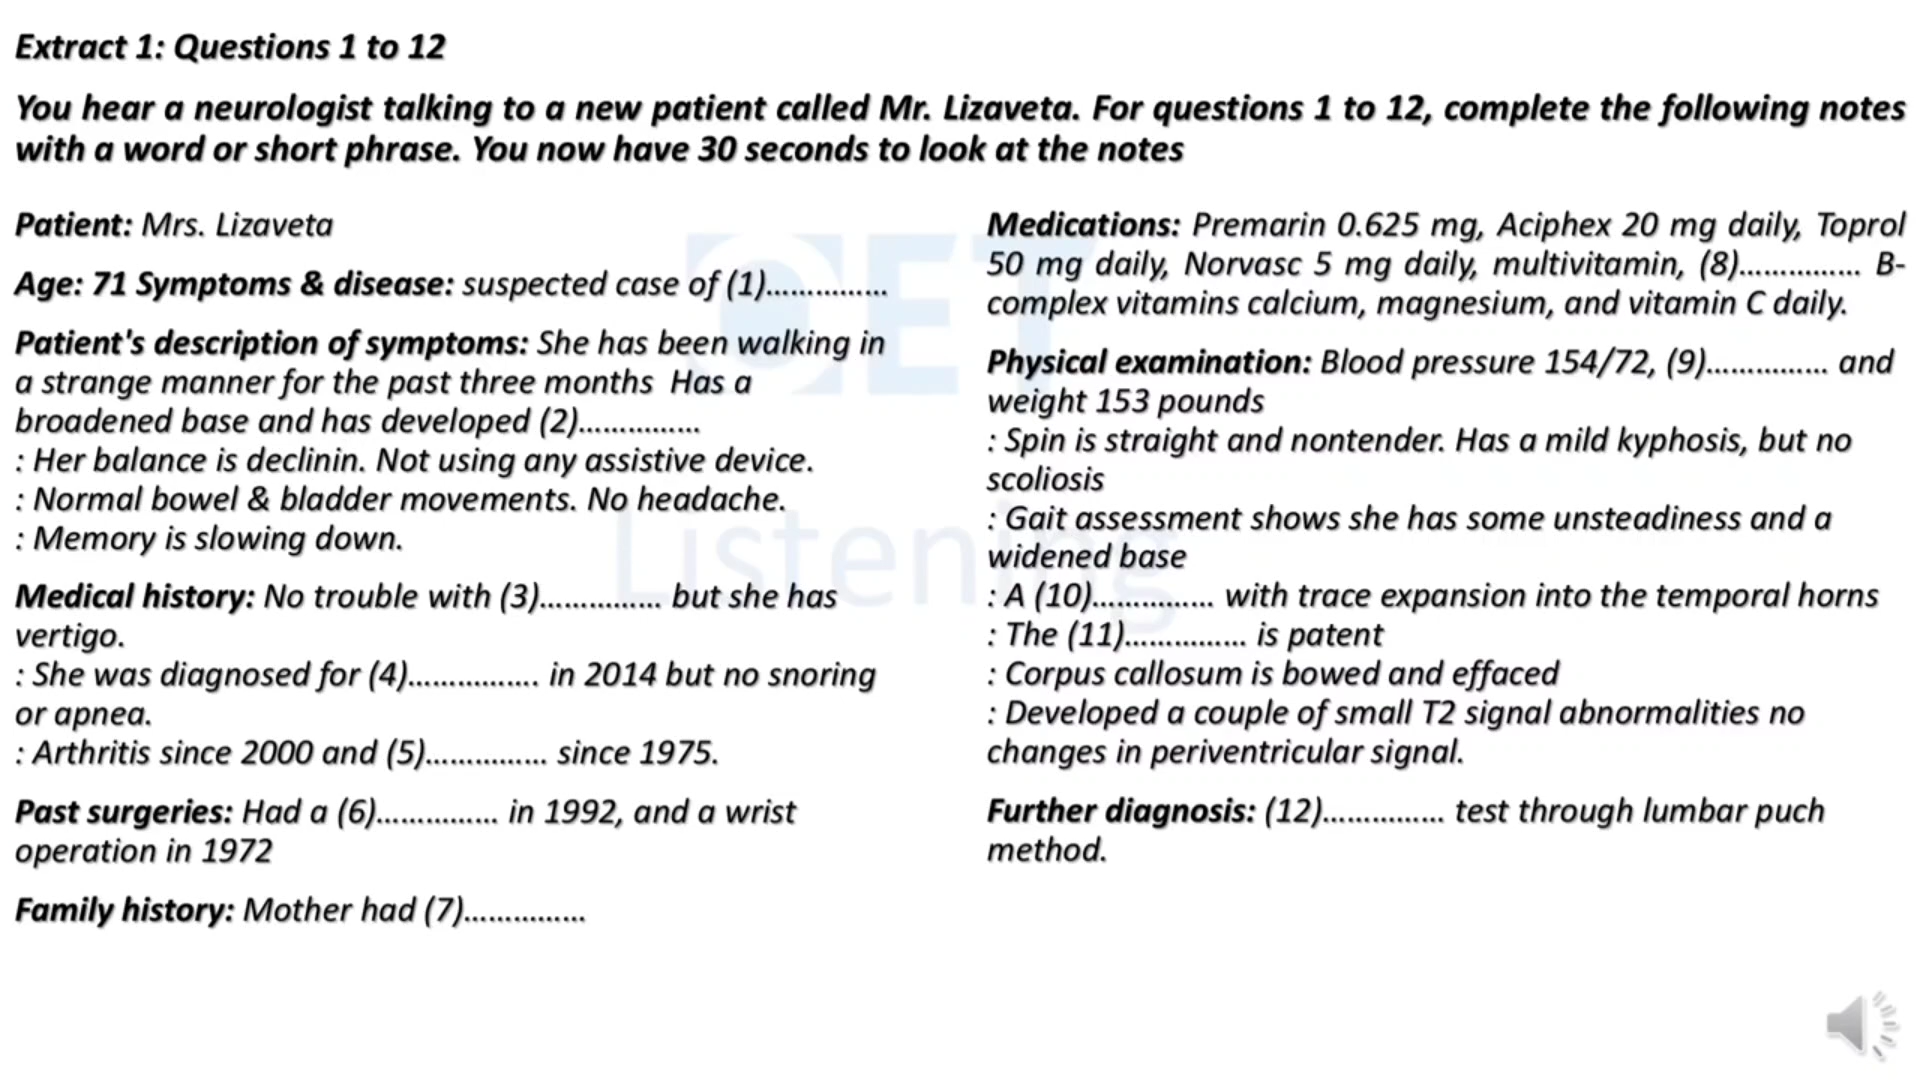 Extract 1: Questions 1 to 12
You hear a neurologist talking to a new patient called Mr. Lizaveta. For questions 1 to 12, complete the following notes
with a word or short phrase. You now have 30 seconds to look at the notes
Patient: Mrs. Lizaveta
Age: 71 Symptoms & disease: suspected case of (1)……………
Patient's description of symptoms: She has been walking in
a strange manner for the past three months Has a
broadened base and has developed (2)……………
: Her balance is declinin. Not using any assistive device.
: Normal bowel & bladder movements. No headache.
: Memory is slowing down.
Medical history: No trouble with (3)…………… but she has
vertigo.
: She was diagnosed for (4)……………. in 2014 but no snoring
or apnea.
: Arthritis since 2000 and (5)…………… since 1975.
Past surgeries: Had a (6)…………… in 1992, and a wrist
operation in 1972
Family history: Mother had (7)……………
Medications: Premarin 0.625 mg, Aciphex 20 mg daily, Toprol
50 mg daily, Norvasc 5 mg daily, multivitamin, (8)…………… B-
complex vitamins calcium, magnesium, and vitamin C daily.
Physical examination: Blood pressure 154/72, (9)…………… and
weight 153 pounds
: Spin is straight and nontender. Has a mild kyphosis, but no
scoliosis
: Gait assessment shows she has some unsteadiness and a
widened base
: A (10)…………… with trace expansion into the temporal horns
: The (11)…………… is patent
: Corpus callosum is bowed and effaced
: Developed a couple of small T2 signal abnormalities no
changes in periventricular signal.
Further diagnosis: (12)…………… test through lumbar puch
method.
OET
Listening